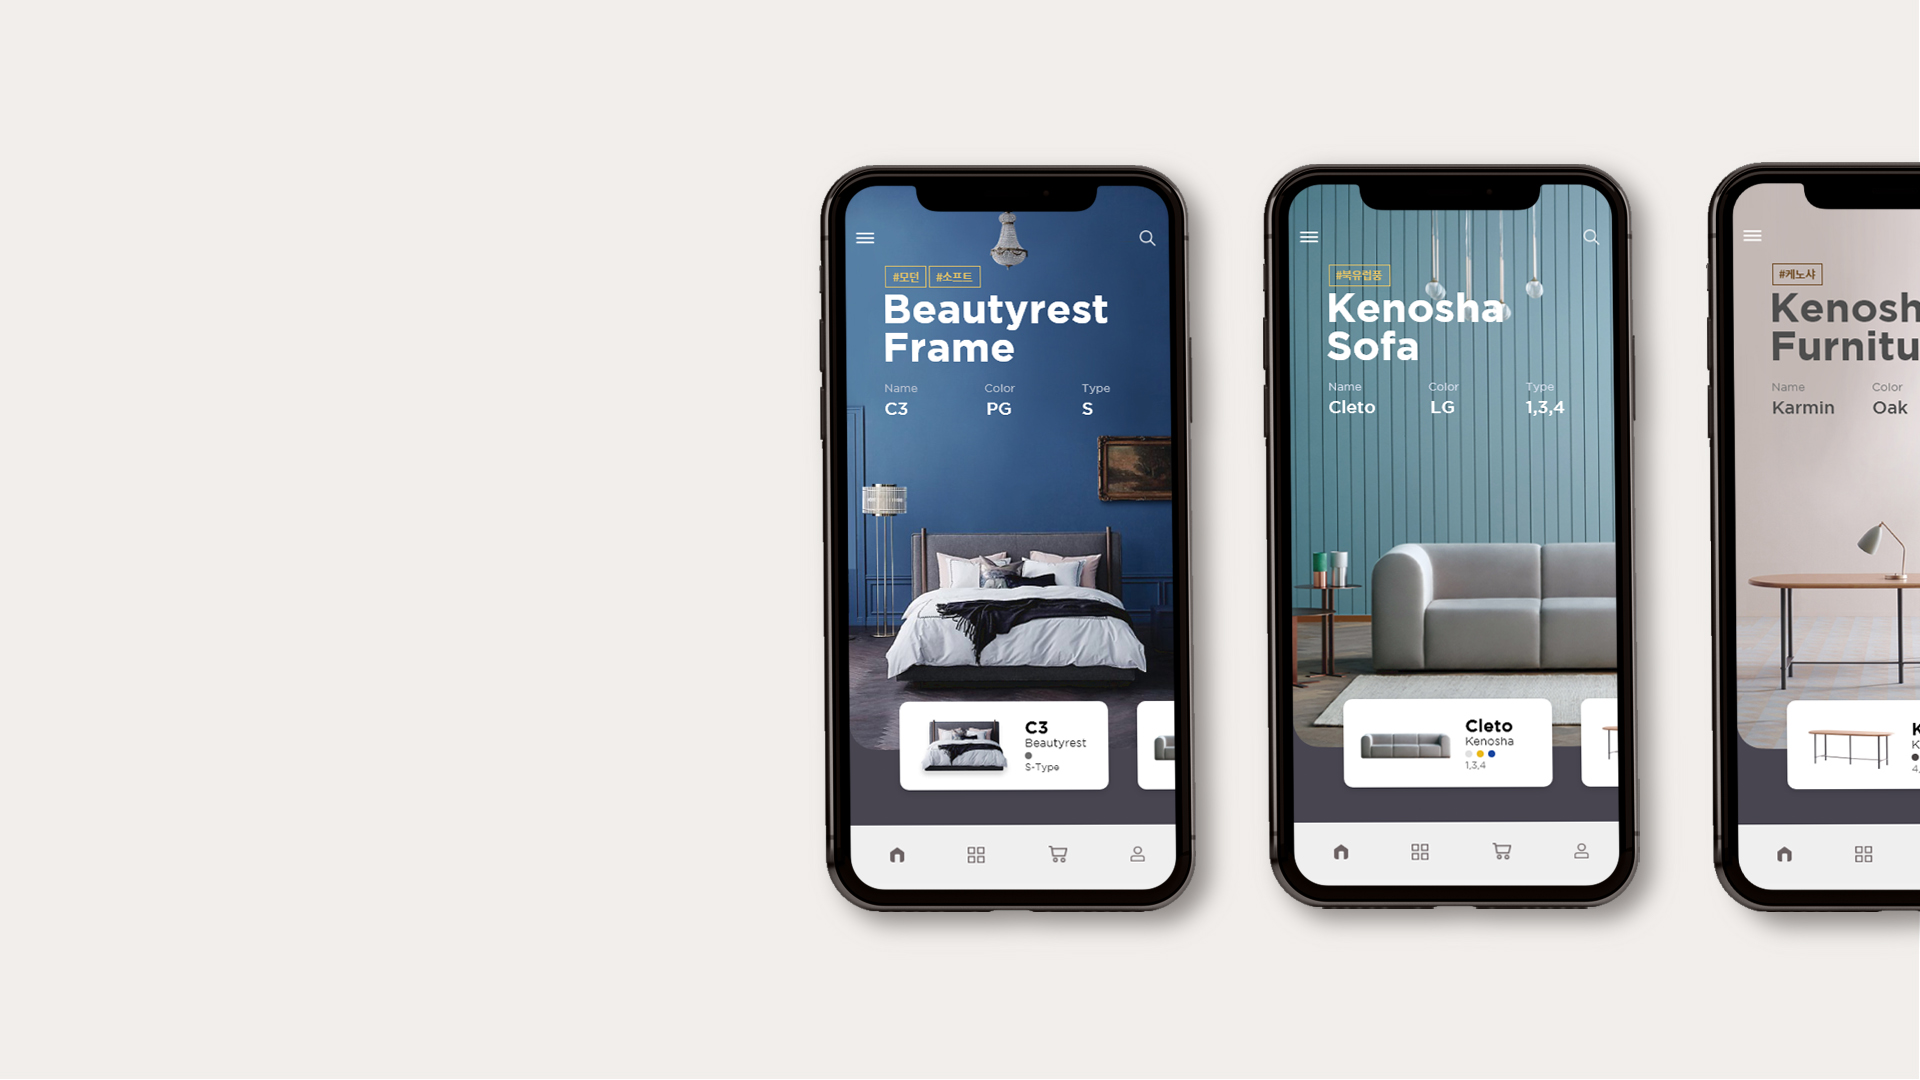 #모던 #소프트
Beautyrest
Frame
Name Color Type
C3 PG S
C3
Beautyrest
S-Type
#북유럽풍
Kenosha
Sofa
Name Color Type
Cleto LG 1,3,4
Cleto
Kenosha
1,3,4
#케노샤
Kenosh
Furnitu
Name Color
Karmin Oak
K
K
4,